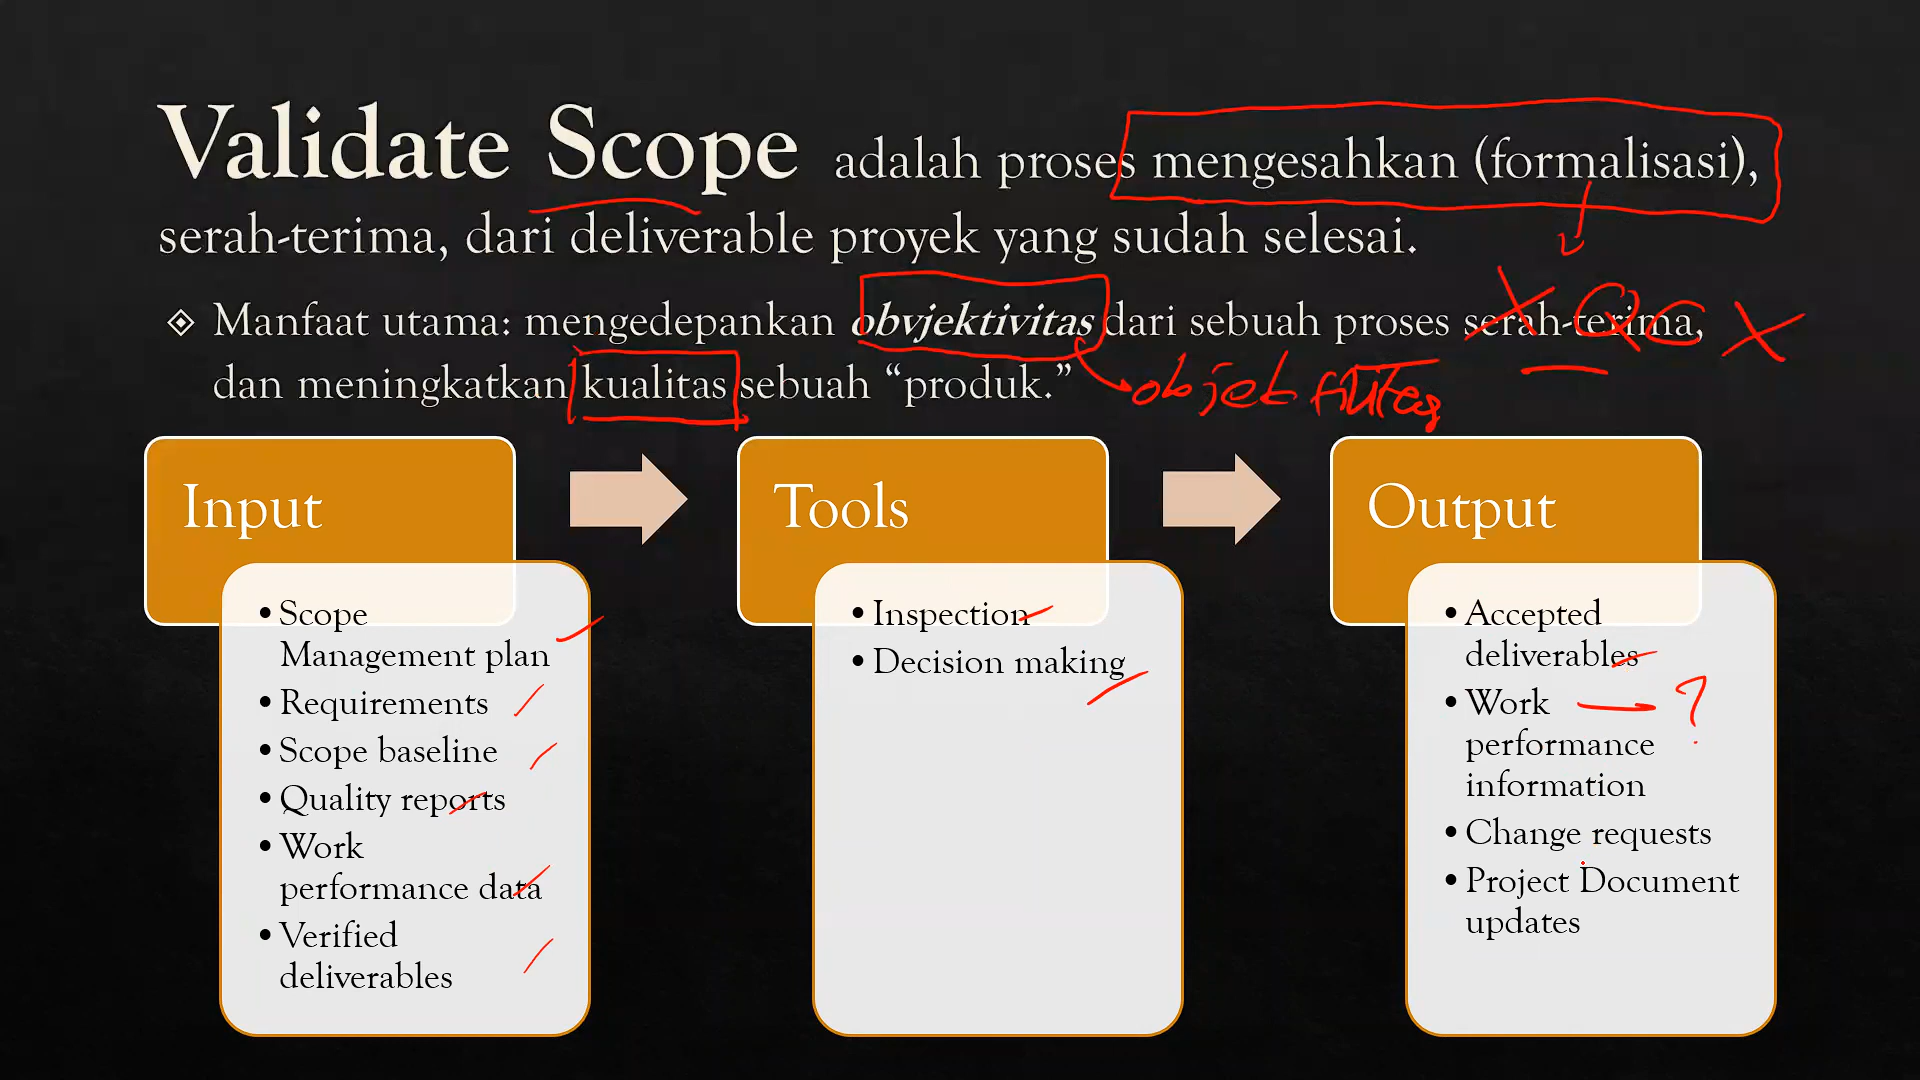 Validate Scope adalah proses mengesahkan (formalisasi),
serah-terima, dari deliverable proyek yang sudah selesai.
Manfaat utama: mengedepankan obvjektivitas dari sebuah proses serah-terima,
X QC X
dan meningkatkan kualitas sebuah “produk.”
Input
• Scope
Management plan
• Requirements
• Scope baseline
• Quality reports
• Work
performance data
• Verified
deliverables
Tools
• Inspection
• Decision making
Output
• Accepted
deliverables
• Work ?
performance
information
• Change requests
• Project Document
updates